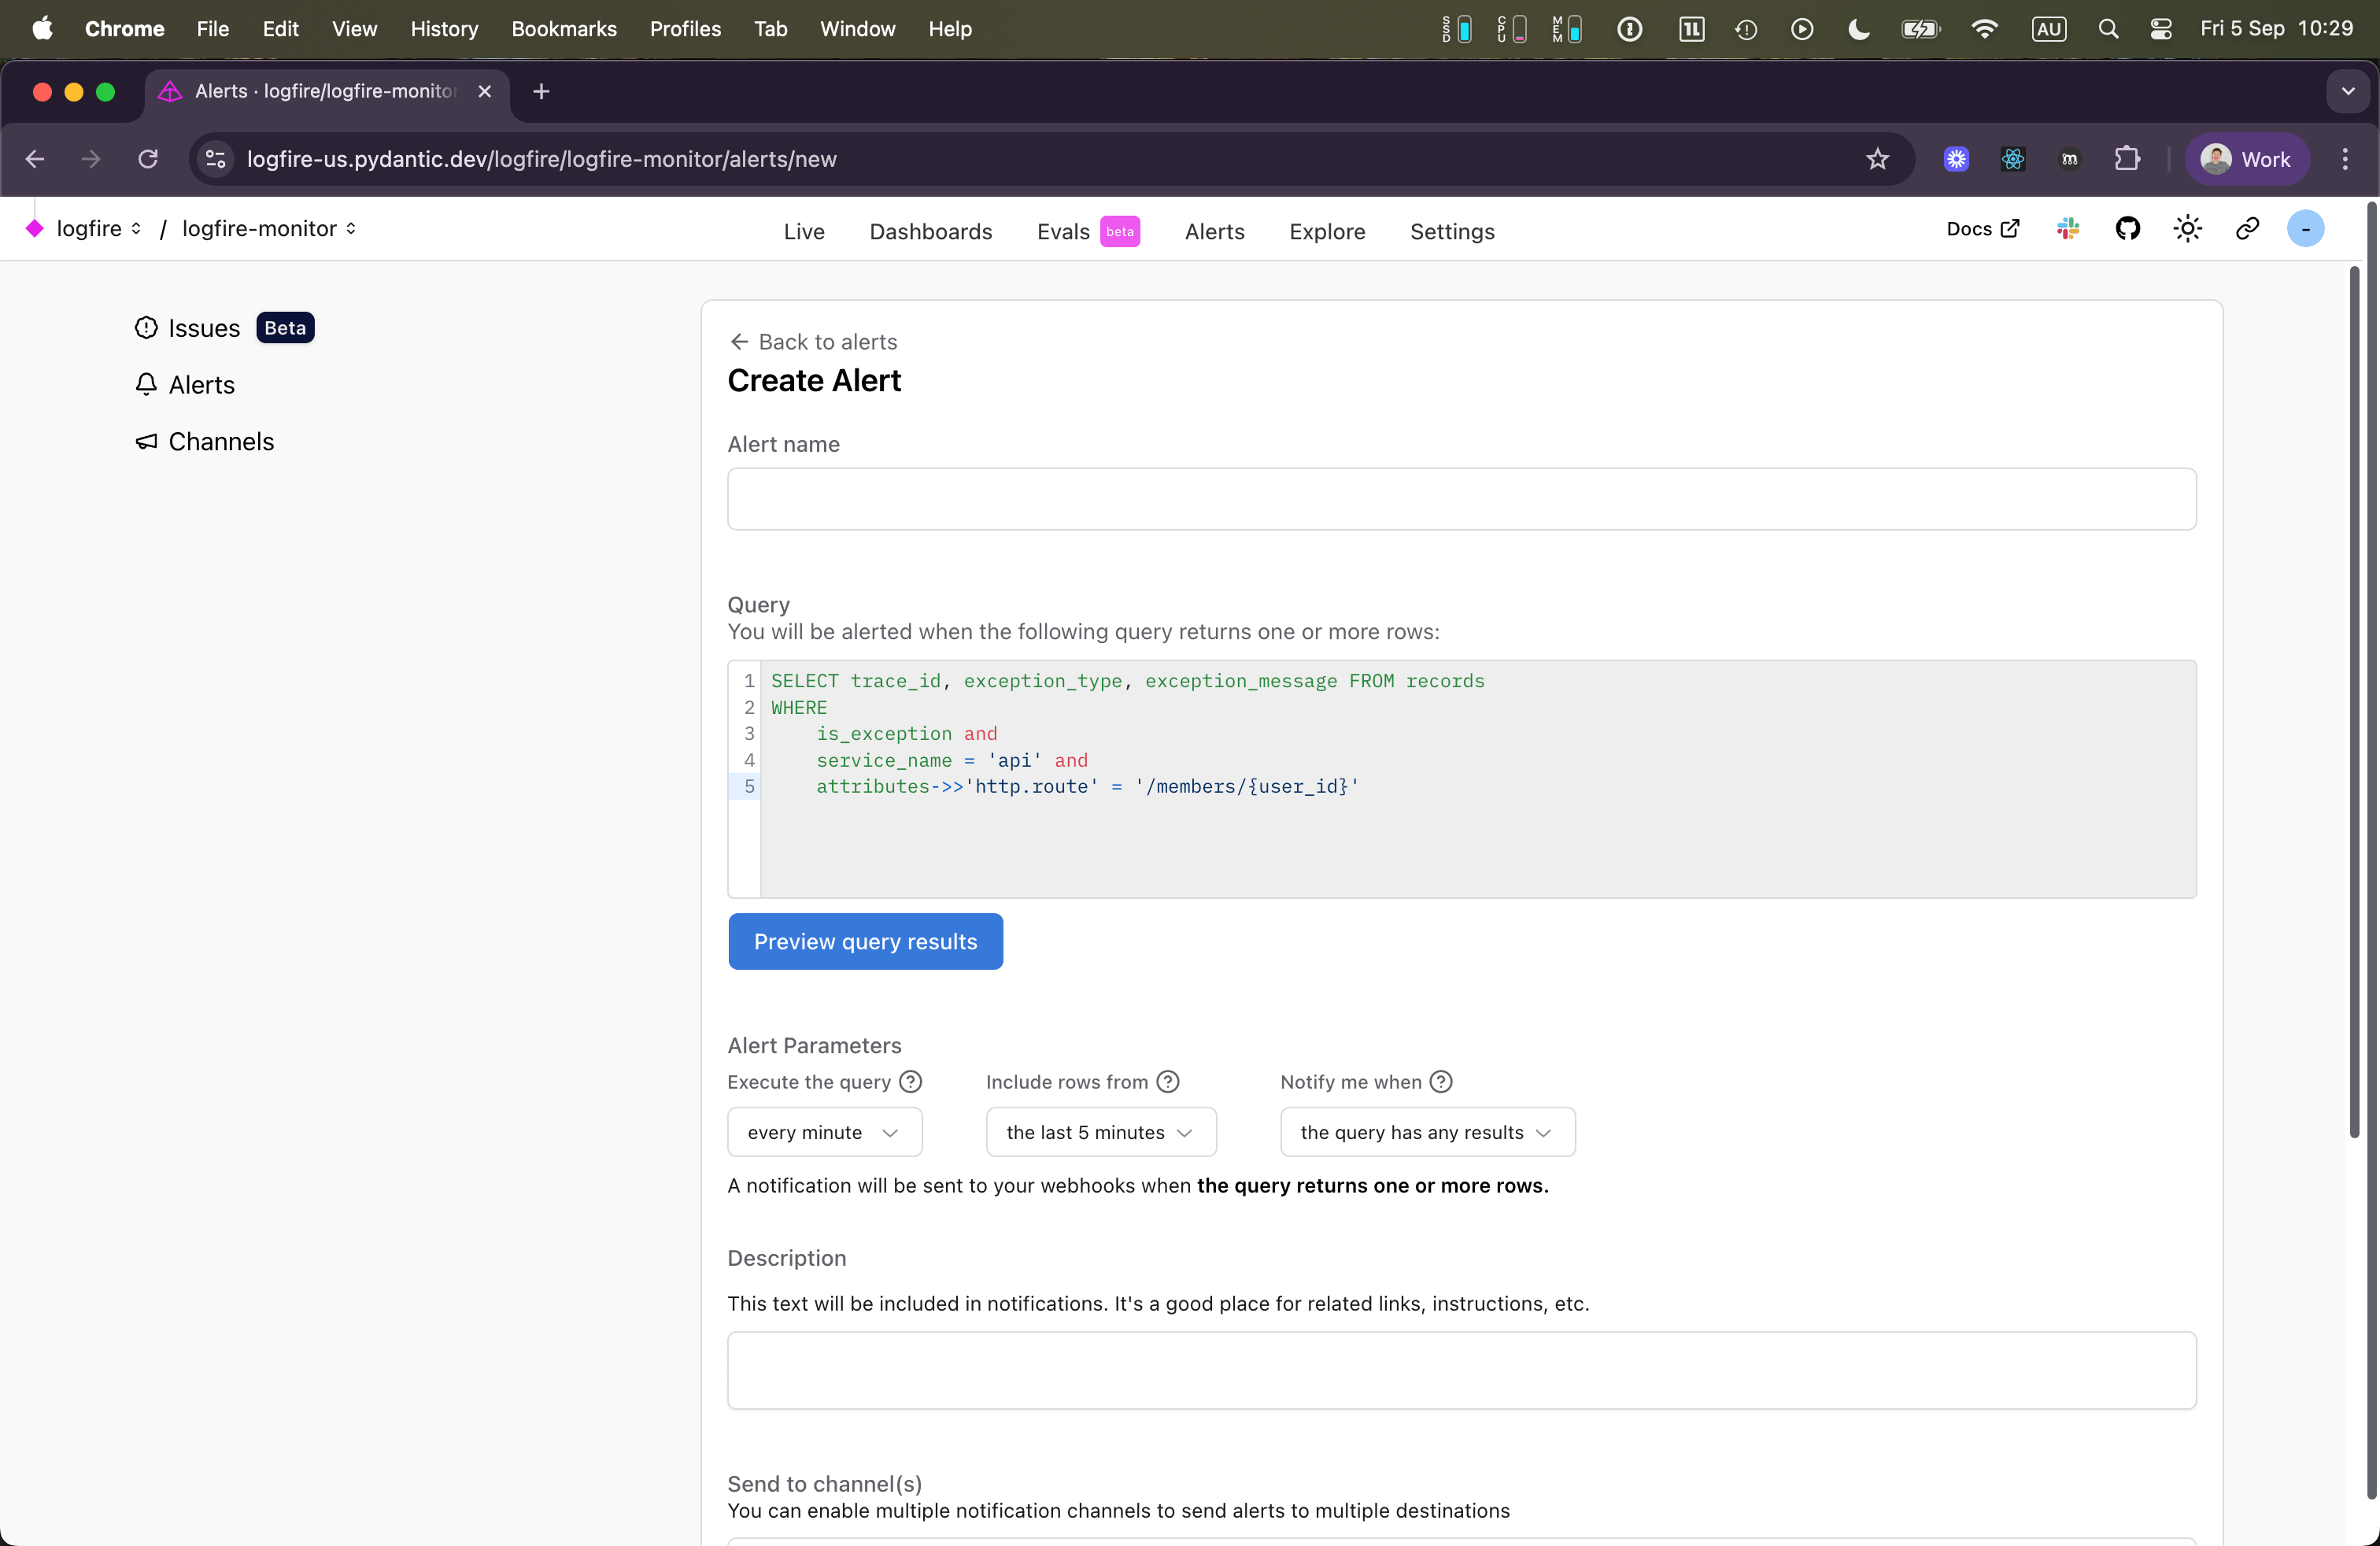 Chrome File Edit View History Bookmarks Profiles Tab Window Help SSD CPU MEM AU Fri 5 Sep 10:29
Alerts · logfire/logfire-monitor
logfire-us.pydantic.dev/logfire/logfire-monitor/alerts/new Work
logfire / logfire-monitor Live Dashboards Evals beta Alerts Explore Settings Docs -
Issues Beta
Alerts
Channels
Back to alerts
Create Alert
Alert name
Query
You will be alerted when the following query returns one or more rows:
1 SELECT trace_id, exception_type, exception_message FROM records
2 WHERE
3 is_exception and
4 service_name = 'api' and
5 attributes->>'http.route' = '/members/{user_id}'
Preview query results
Alert Parameters
Execute the query ? Include rows from ? Notify me when ?
every minute the last 5 minutes the query has any results
A notification will be sent to your webhooks when the query returns one or more rows.
Description
This text will be included in notifications. It's a good place for related links, instructions, etc.
Send to channel(s)
You can enable multiple notification channels to send alerts to multiple destinations